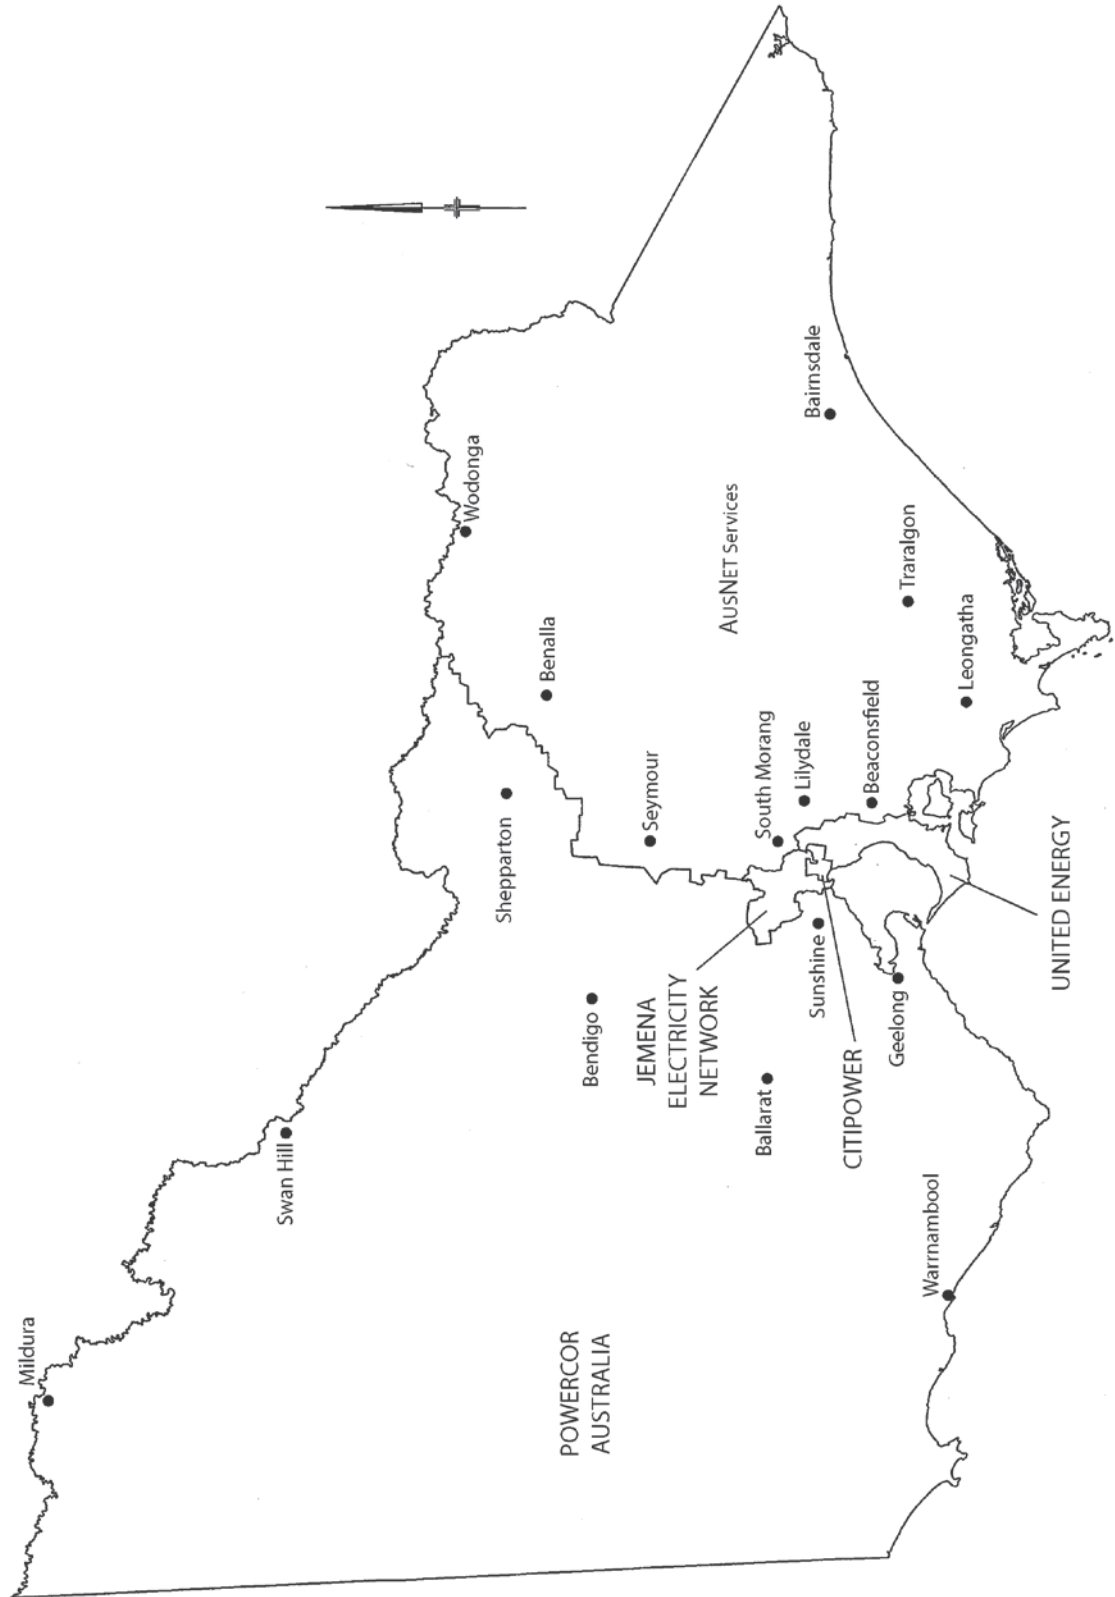 Mildura
Swan Hill
Wodonga
Benalla
Shepparton
Bendigo
Seymour
POWERCOR
AUSTRALIA
JEMENA
ELECTRICITY
NETWORK
AUSNET Services
Ballarat
South Morang
Lilydale
Sunshine
Bairnsdale
CITIPOWER
Beaconsfield
Geelong
Traralgon
Warrnambool
Leongatha
UNITED ENERGY